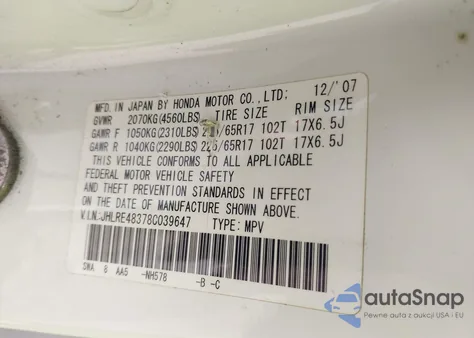 MFD. IN JAPAN BY HONDA MOTOR CO., LTD: 12/'07
GVWR 2070KG(4560LBS) TIRE SIZE RIM SIZE
GAWR F 1050KG(2310LBS) 2 /65R17 102T 17X6.5J
GAWR R 1040KG(2290LBS) 225/65R17 102T 17X6.5J
THIS VEHICLE CONFORMS TO ALL APPLICABLE
FEDERAL MOTOR VEHICLE SAFETY
AND THEFT PREVENTION STANDARDS IN EFFECT
ON THE DATE OF MANUFACTURE SHOWN ABOVE.
V.I.N.:JHLRE48378C039647 TYPE: MPV
SWA 8 AA5 -NH578 -B -C
autoSnap
Pewne auta z aukcji USA i EU